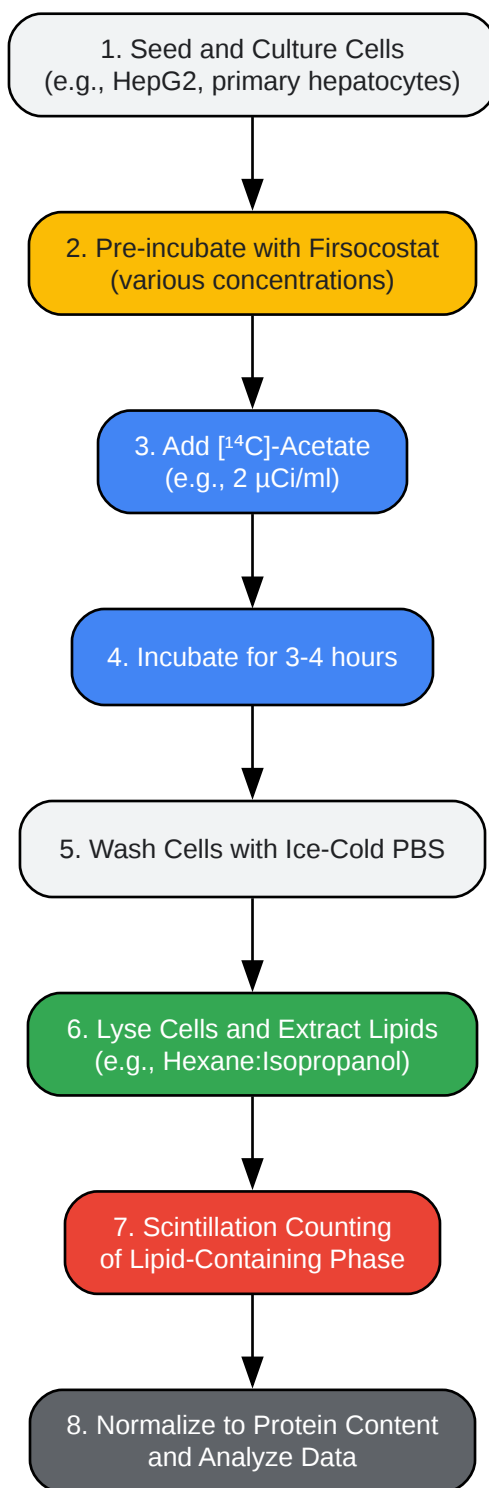 1. Seed and Culture Cells
(e.g., HepG2, primary hepatocytes)
2. Pre-incubate with Firsocostat
(various concentrations)
3. Add [¹⁴C]-Acetate
(e.g., 2 µCi/ml)
4. Incubate for 3-4 hours
5. Wash Cells with Ice-Cold PBS
6. Lyse Cells and Extract Lipids
(e.g., Hexane:Isopropanol)
7. Scintillation Counting
of Lipid-Containing Phase
8. Normalize to Protein Content
and Analyze Data